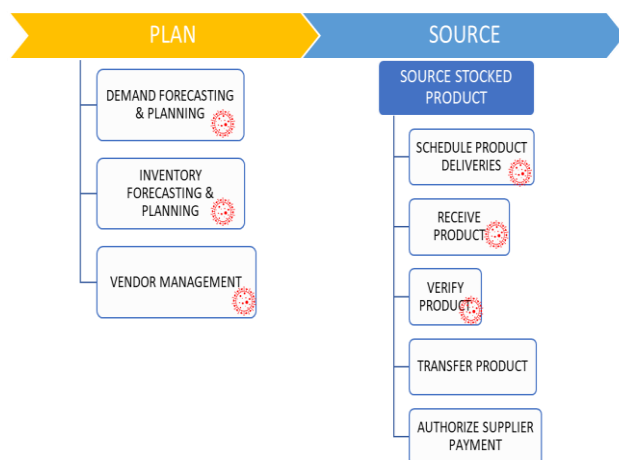 PLAN
SOURCE
DEMAND FORECASTING
& PLANNING
INVENTORY
FORECASTING &
PLANNING
VENDOR MANAGEMENT
SOURCE STOCKED
PRODUCT
SCHEDULE PRODUCT
DELIVERIES
RECEIVE
PRODUCT
VERIFY
PRODUCT
TRANSFER PRODUCT
AUTHORIZE SUPPLIER
PAYMENT